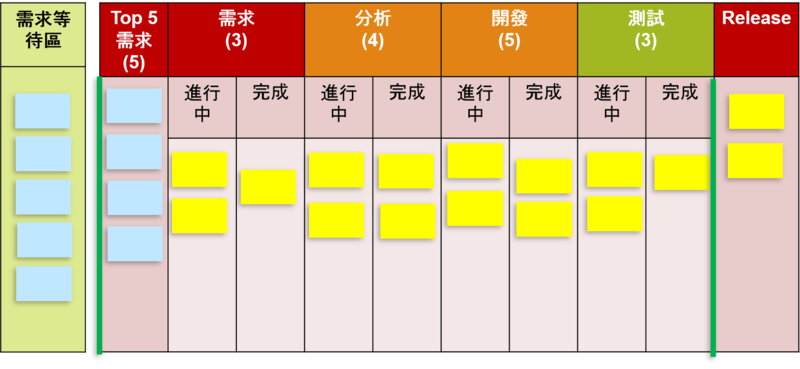 需求等
待區
Top 5
需求
(5)
需求
(3)
分析
(4)
開發
(5)
測試
(3)
Release
進行
中
完成
進行
中
完成
進行
中
完成
進行
中
完成